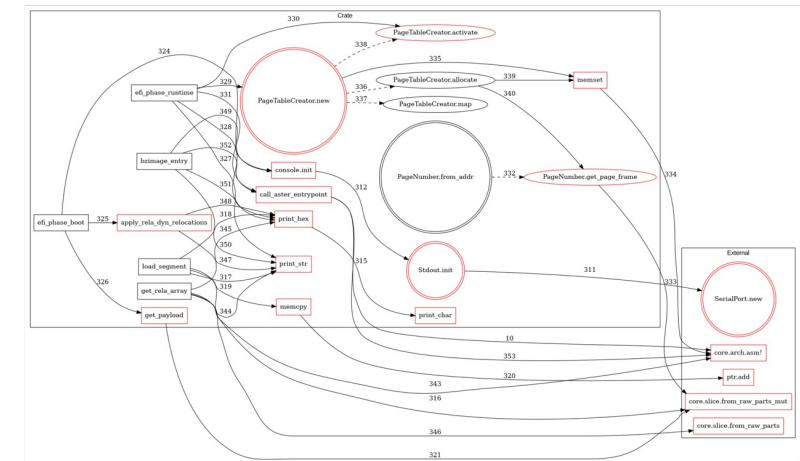 Crate
330
PageTableCreator.activate
338
324
335
PageTableCreator.new
329
efi_phase_runtime
331
336
PageTableCreator.allocate
339
memset
340
337
PageTableCreator.map
349
328
352
bzimage_entry
327
console.init
332
PageNumber.from_addr
PageNumber.get_page_frame
334
351
312
call_aster_entrypoint
348
318
print_hex
efi_phase_boot
325
apply_rela_dyn_relocations
345
350
External
347
print_str
315
load_segment
317
Stdout.init
311
333
SerialPort.new
319
get_rela_array
326
344
memcpy
get_payload
print_char
10
353
core.arch.asm!
320
ptr.add
343
316
core.slice.from_raw_parts_mut
346
core.slice.from_raw_parts
321